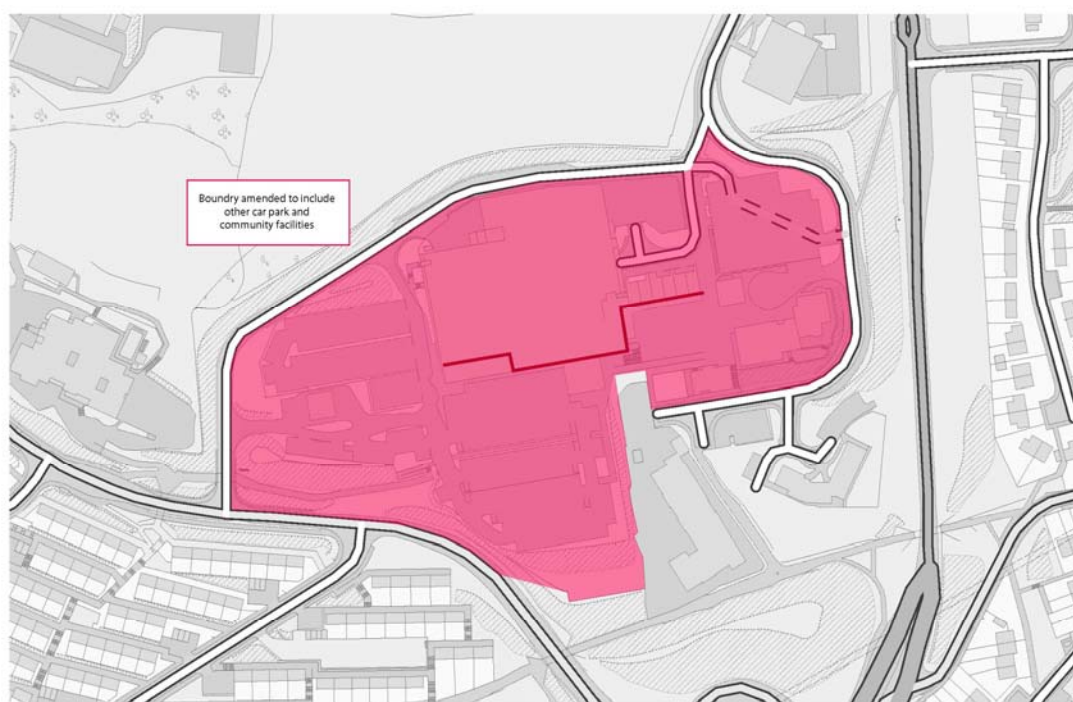 Boundry amended to include
other car park and
community facilities